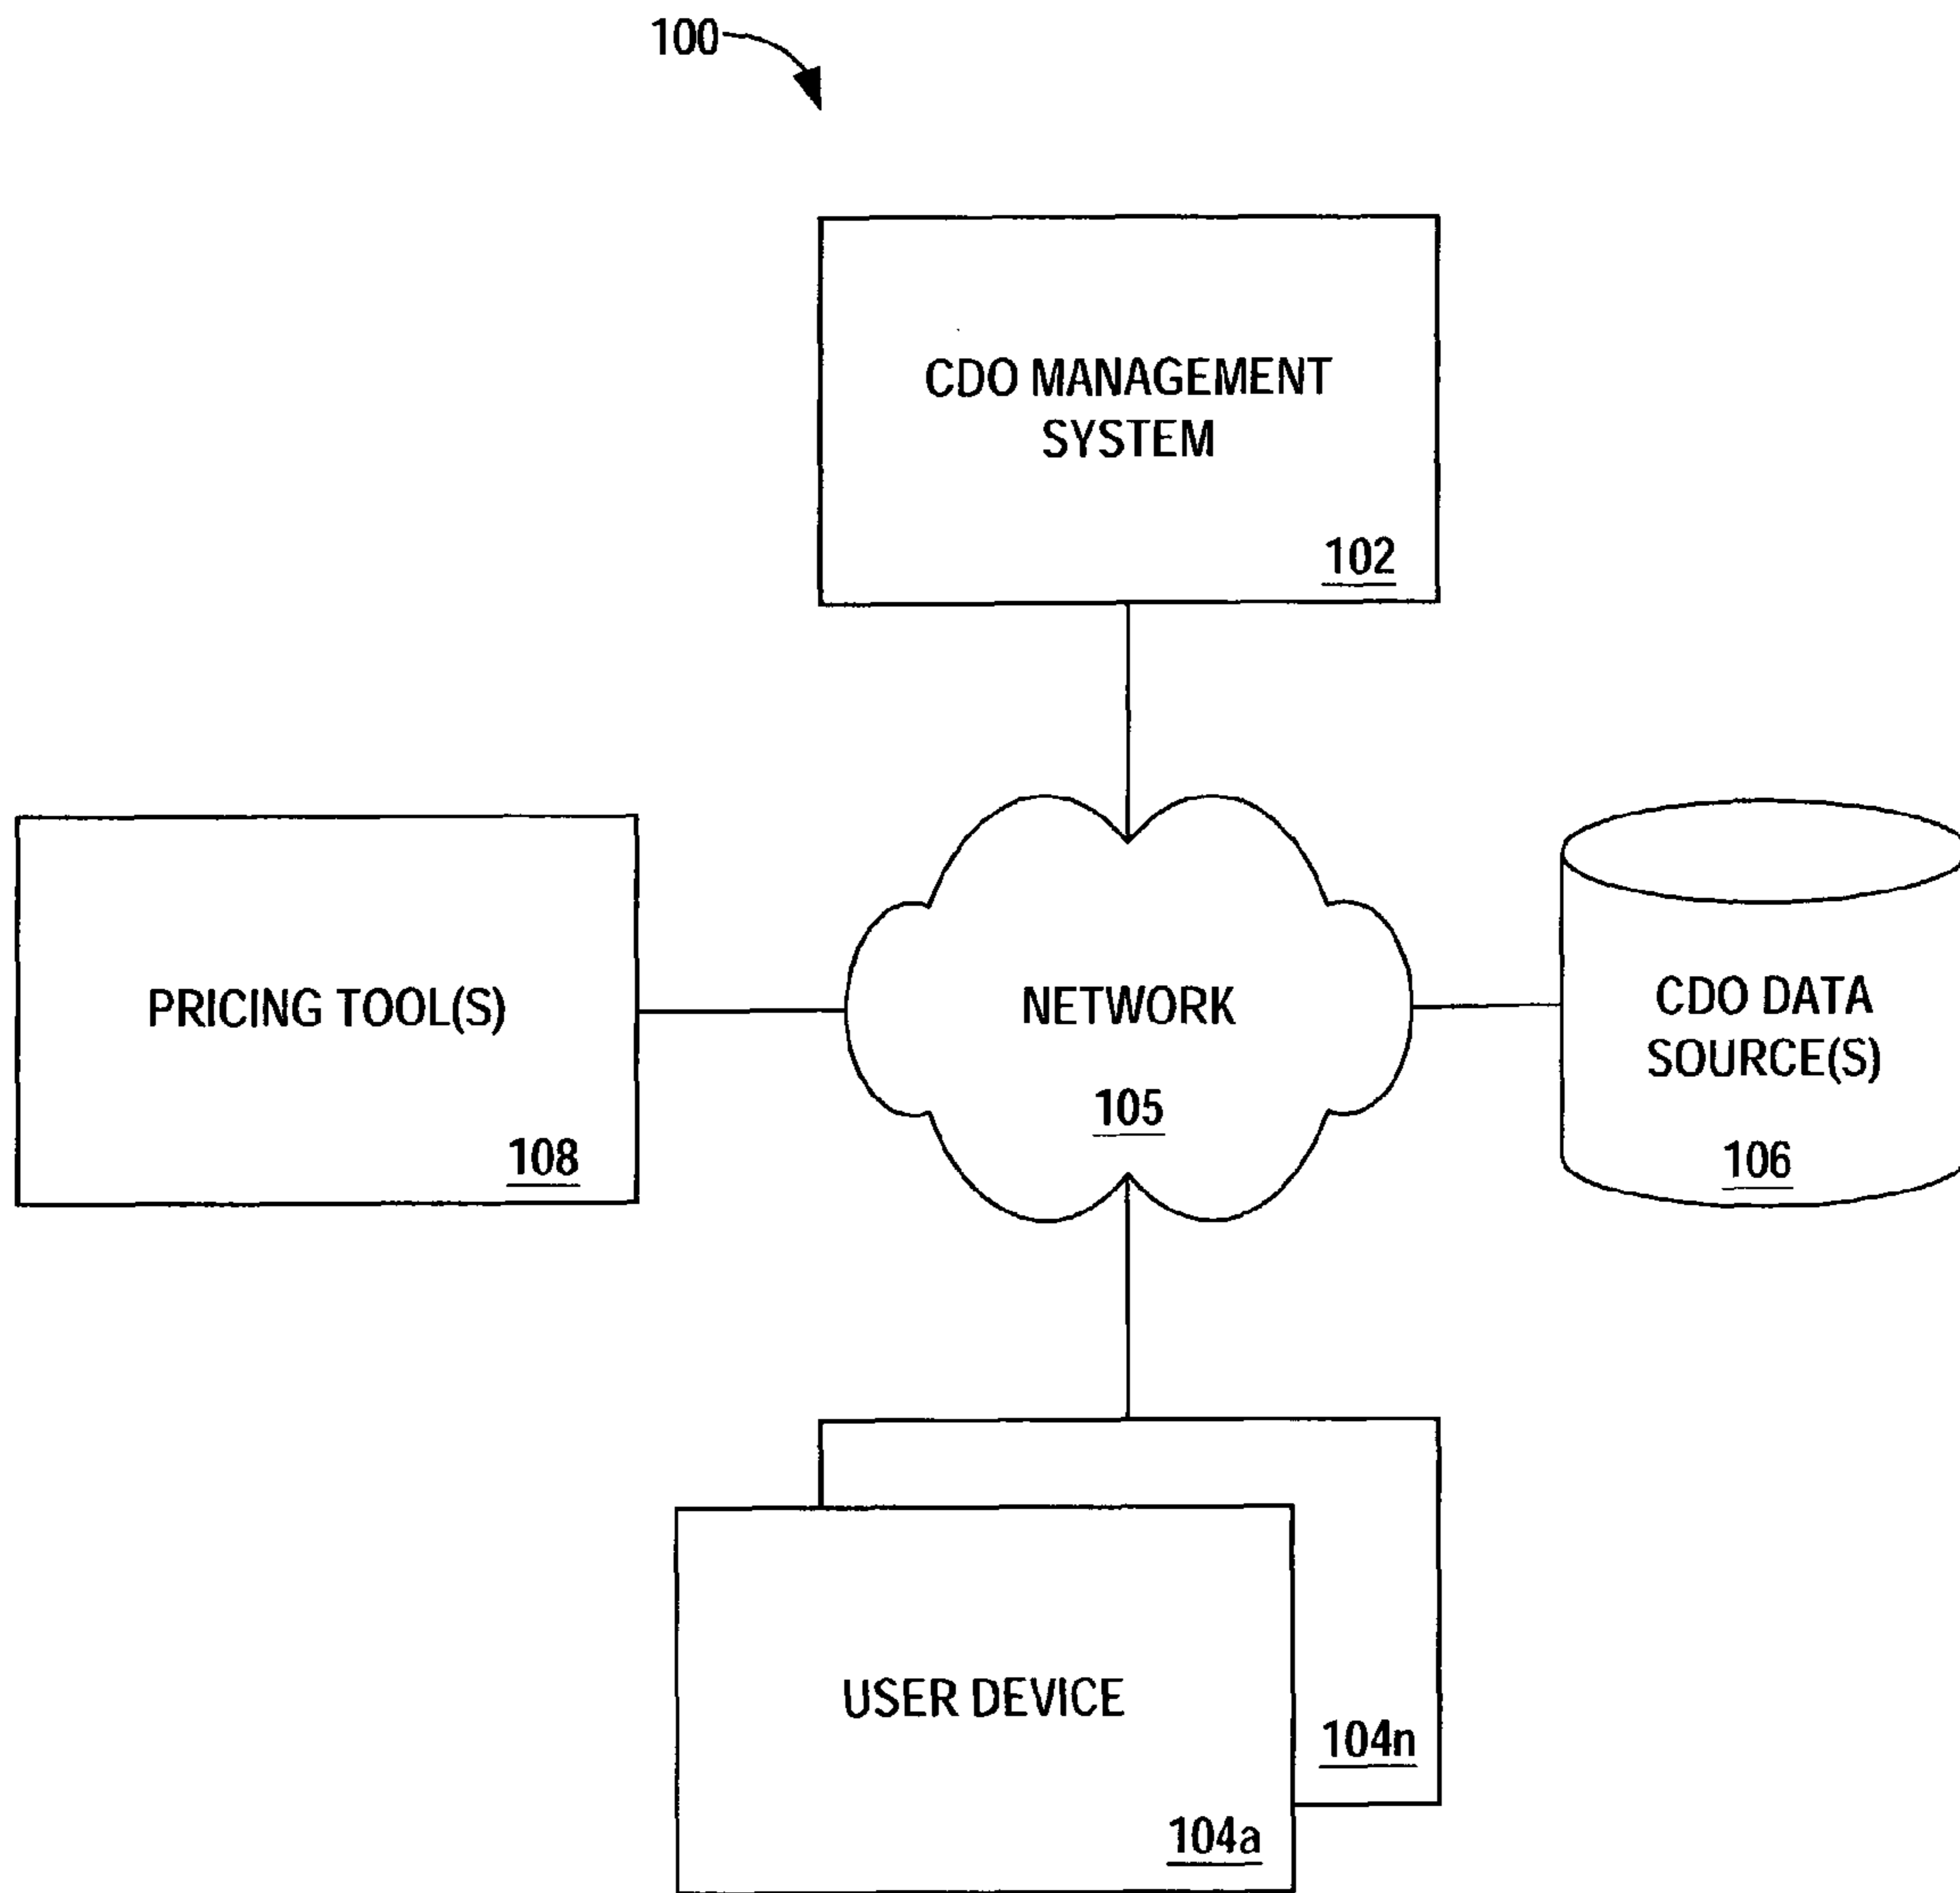 100
CDO MANAGEMENT
SYSTEM
102
PRICING TOOL(S)
108
NETWORK
105
CDO DATA
SOURCE(S)
106
USER DEVICE
104n
104a